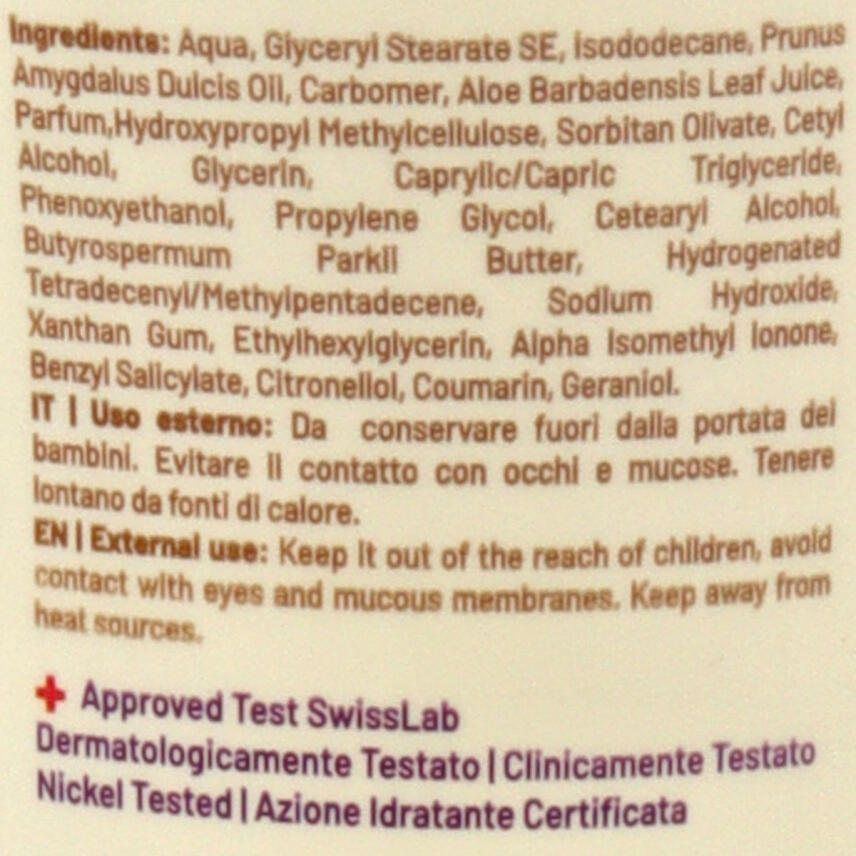 Ingredients: Aqua, Glyceryl Stearate SE, Isododecane, Prunus
Amygdalus Dulcis Oil, Carbomer, Aloe Barbadensis Leaf Juice,
Parfum,Hydroxypropyl Methylcellulose, Sorbitan Olivate, Cetyl
Alcohol, Glycerin, Caprylic/Capric Triglyceride,
Phenoxyethanol, Propylene Glycol, Cetearyl Alcohol,
Butyrospermum Parkii Butter, Hydrogenated
Tetradecenyl/Methylpentadecene, Sodium Hydroxide,
Xanthan Gum, Ethylhexylglycerin, Alpha Isomethyl Ionone,
Benzyl Salicylate, Citronellol, Coumarin, Geraniol.
IT | Uso esterno: Da conservare fuori dalla portata dei
bambini. Evitare il contatto con occhi e mucose. Tenere
lontano da fonti di calore.
EN | External use: Keep it out of the reach of children, avoid
contact with eyes and mucous membranes. Keep away from
heat sources.
Approved Test SwissLab
Dermatologicamente Testato | Clinicamente Testato
Nickel Tested | Azione Idratante Certificata